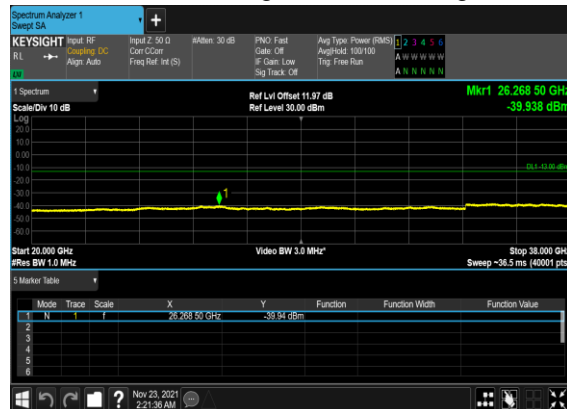 Spectrum Analyzer 1
Swept SA
+
KEYSIGHT Input: RF Input Z: 50 Ω #Atten: 30 dB PNO: Fast Avg Type: Power (RMS) 1 2 3 4 5 6
RL Coupling: DC Corr CCorr Gate: Off Avg|Hold: 100/100 A W W W W W
Align: Auto Freq Ref: Int (S) IF Gain: Low Trig: Free Run
Sig Track: Off A N N N N N
1 Spectrum Ref Lvl Offset 11.97 dB Mkr1 26.268 50 GHz
Scale/Div 10 dB Ref Level 30.00 dBm -39.938 dBm
Log
20.0
10.0
0.00
-10.0 DL1 -13.00 dBm
-20.0
-30.0 1
-40.0
-50.0
-60.0
Start 20.000 GHz Video BW 3.0 MHz* Stop 38.000 GHz
#Res BW 1.0 MHz Sweep ~36.5 ms (40001 pts
5 Marker Table
Mode Trace Scale X Y Function Function Width Function Value
1 N 1 f 26.268 50 GHz -39.94 dBm
2
3
4
5
6
? Nov 23, 2021
2:21:36 AM